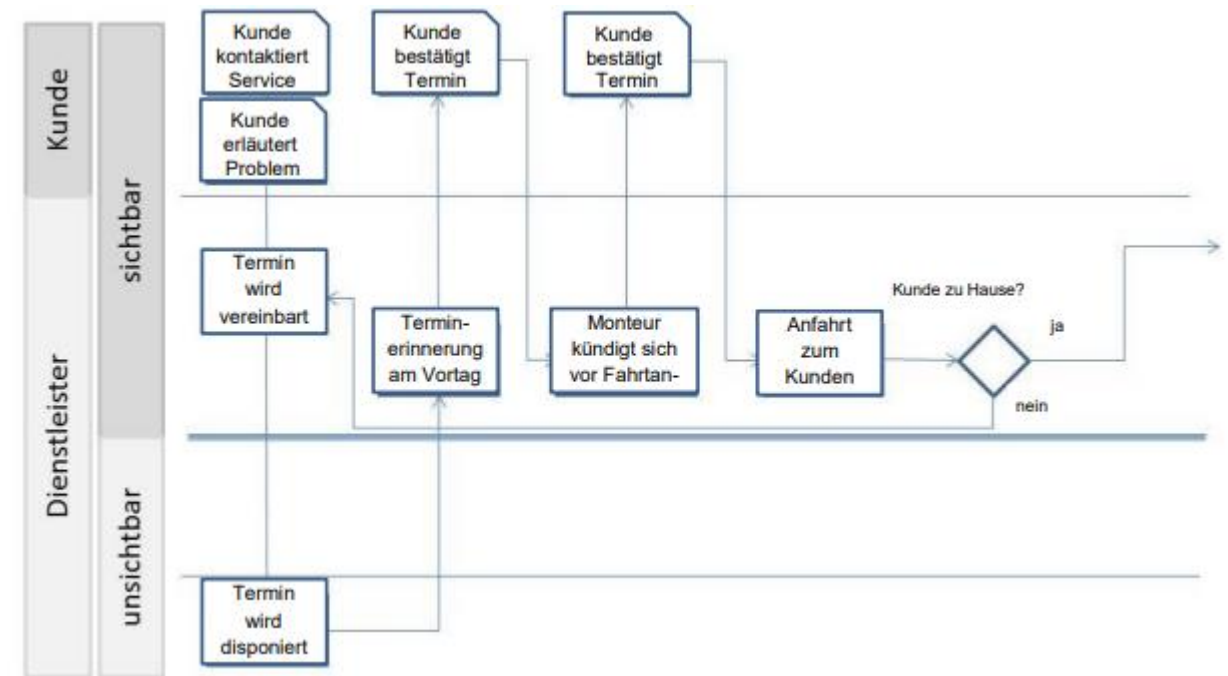 Kunde
Dienstleister
sichtbar
unsichtbar
Kunde
kontaktiert
Service
Kunde
erläutert
Problem
Kunde
bestätigt
Termin
Kunde
bestätigt
Termin
Termin
wird
vereinbart
Termin-
erinnerung
am Vortag
Monteur
kündigt sich
vor Fahrtan-
Anfahrt
zum
Kunden
Kunde zu Hause?
ja
nein
Termin
wird
disponiert